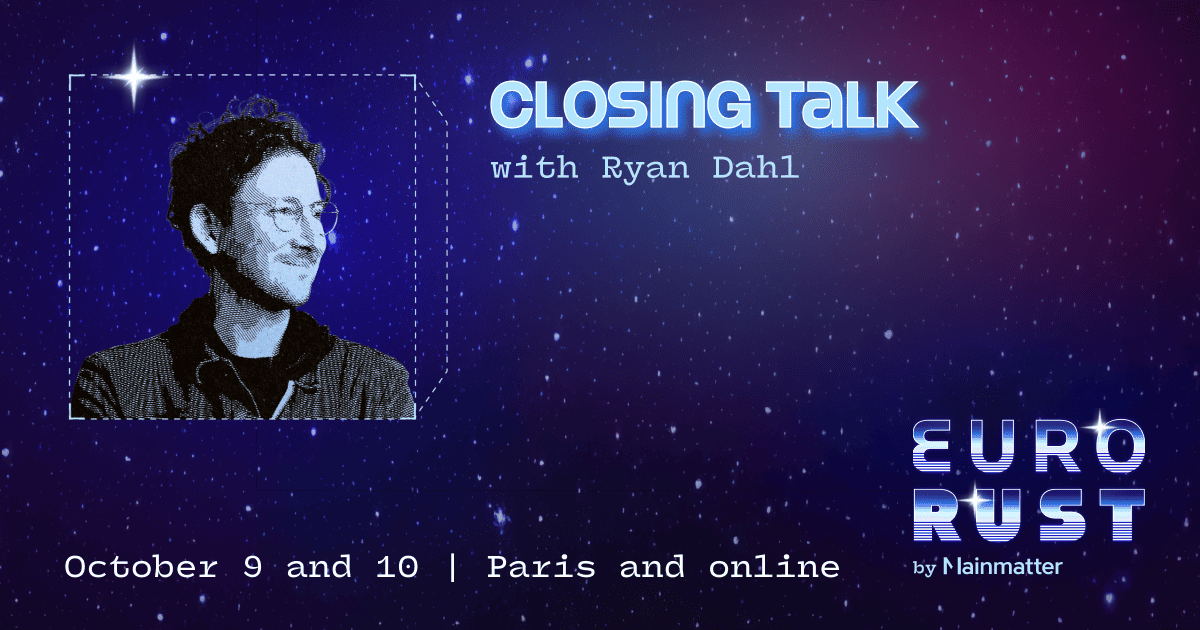 CLOSING TALK
with Ryan Dahl
EURO
RUST
by Mainmatter
October 9 and 10 | Paris and online